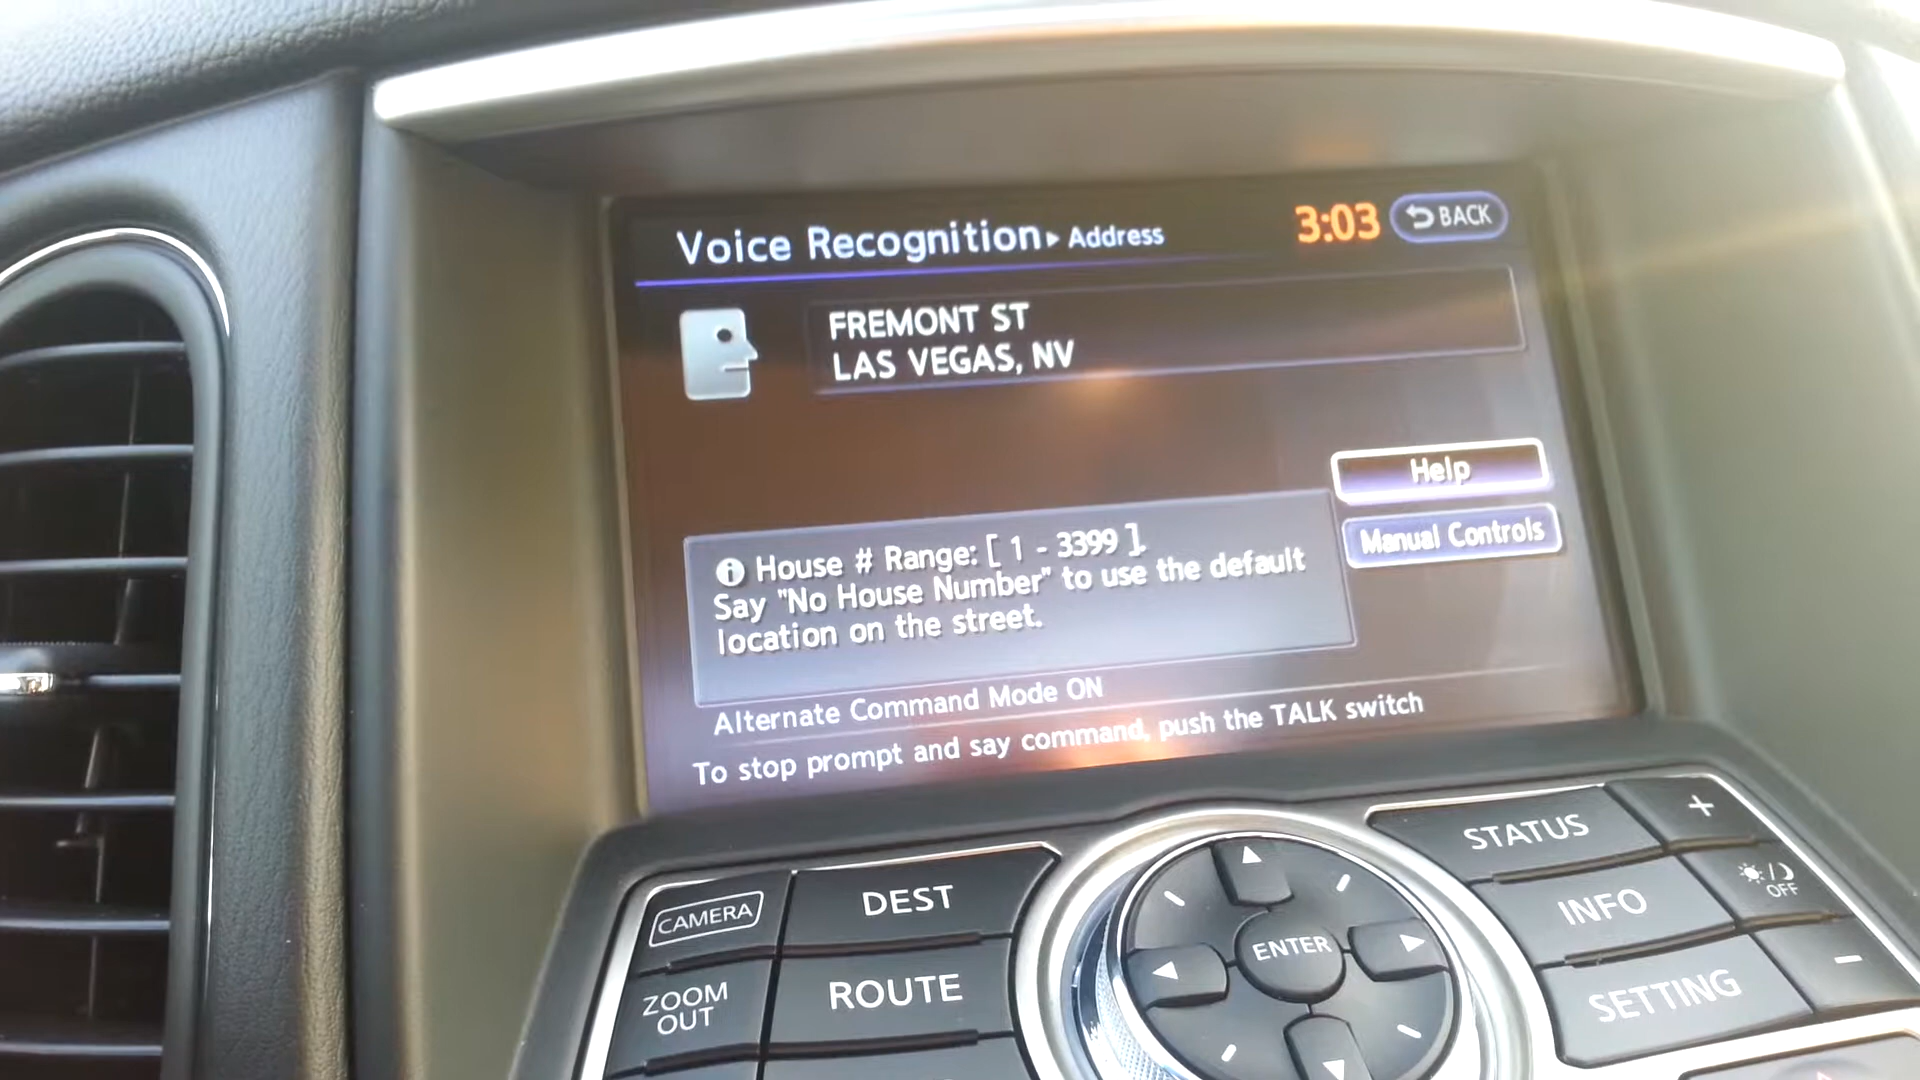 Voice Recognition ▸ Address
3:03
BACK
FREMONT ST
LAS VEGAS, NV
Help
Manual Controls
House # Range: [ 1 - 3399 ].
Say "No House Number" to use the default
location on the street.
Alternate Command Mode ON
To stop prompt and say command, push the TALK switch
CAMERA
DEST
ZOOM
OUT
ROUTE
ENTER
STATUS
+
INFO
OFF
SETTING
−